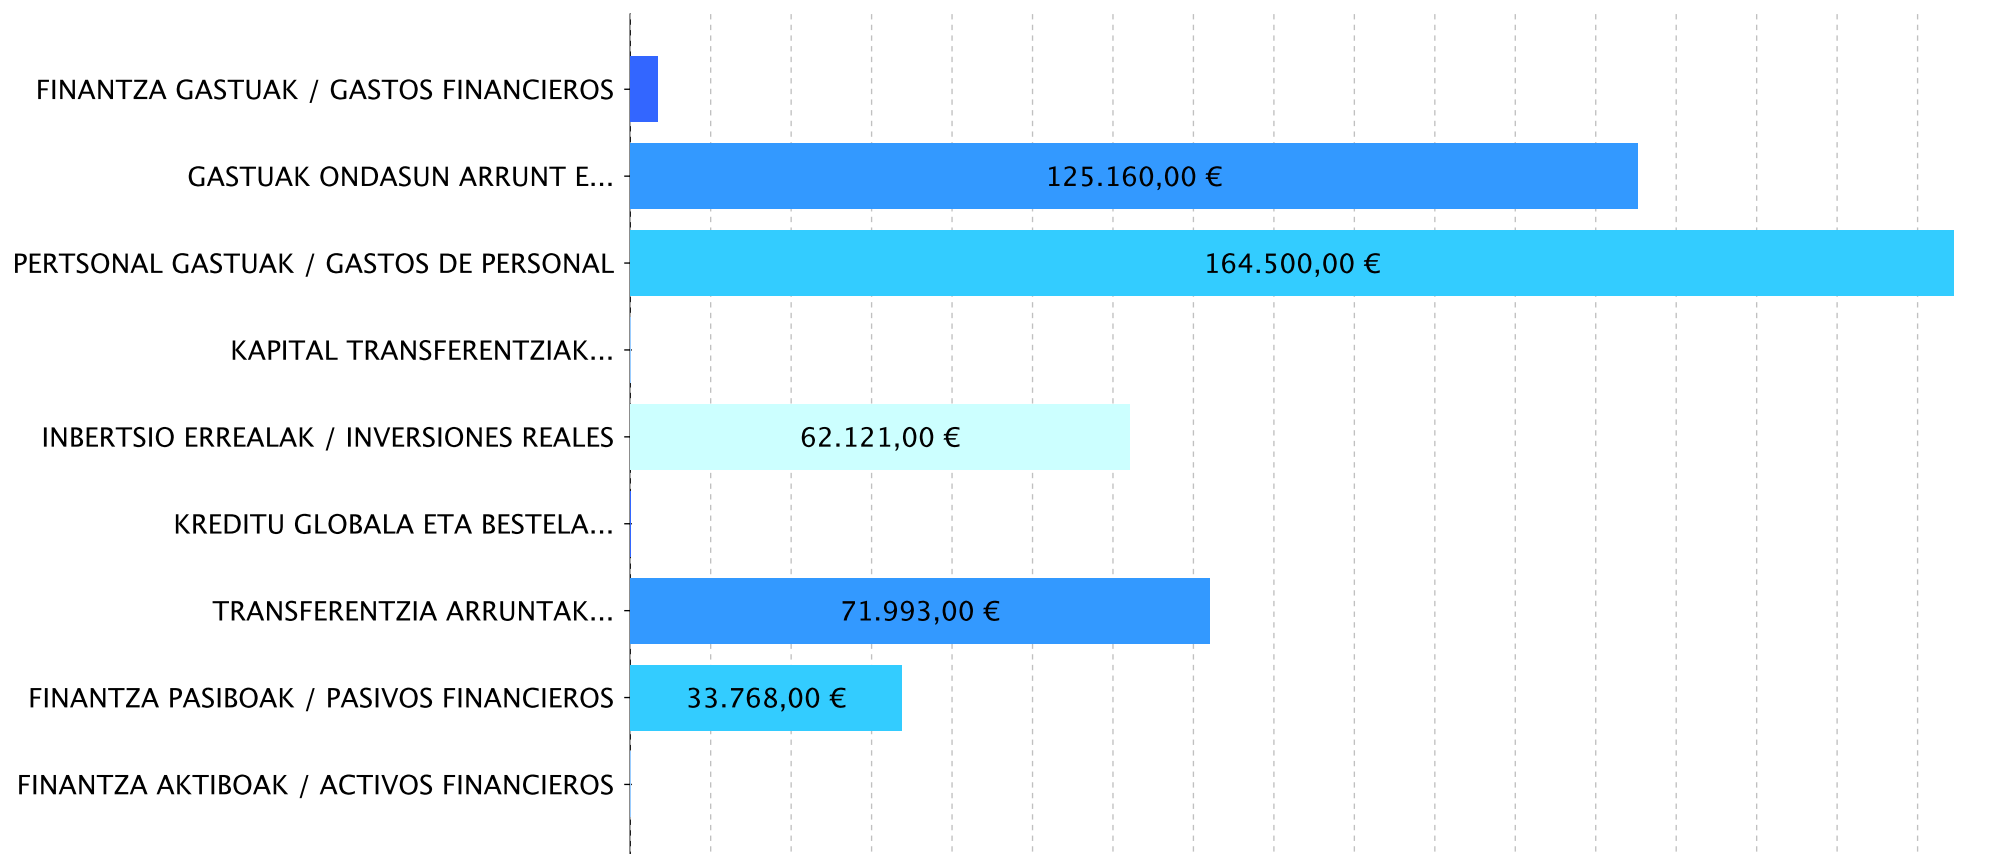 FINANTZA GASTUAK / GASTOS FINANCIEROS
GASTUAK ONDASUN ARRUNT E...
125.160,00 €
PERTSONAL GASTUAK / GASTOS DE PERSONAL
164.500,00 €
KAPITAL TRANSFERENTZIAK...
INBERTSIO ERREALAK / INVERSIONES REALES
62.121,00 €
KREDITU GLOBALA ETA BESTELA...
TRANSFERENTZIA ARRUNTAK...
71.993,00 €
FINANTZA PASIBOAK / PASIVOS FINANCIEROS
33.768,00 €
FINANTZA AKTIBOAK / ACTIVOS FINANCIEROS